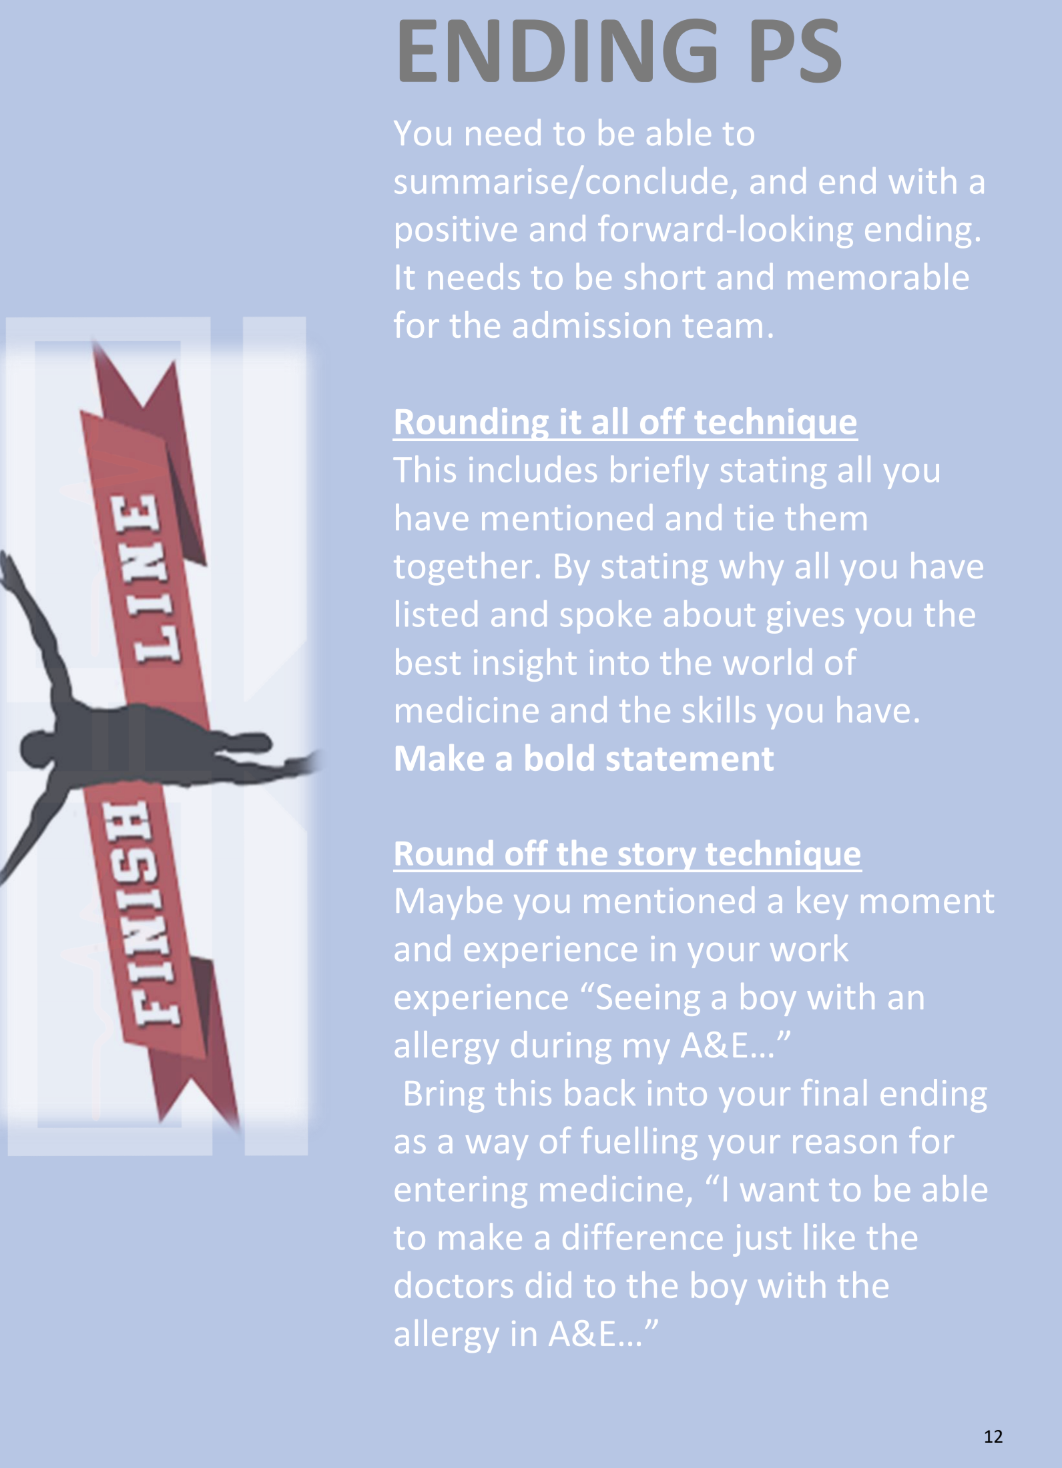 ENDING PS
You need to be able to
summarise/conclude, and end with a
positive and forward-looking ending.
It needs to be short and memorable
for the admission team.
Rounding it all off technique
This includes briefly stating all you
have mentioned and tie them
together. By stating why all you have
listed and spoke about gives you the
best insight into the world of
medicine and the skills you have.
Make a bold statement
Round off the story technique
Maybe you mentioned a key moment
and experience in your work
experience “Seeing a boy with an
allergy during my A&E…”
Bring this back into your final ending
as a way of fuelling your reason for
entering medicine, “I want to be able
to make a difference just like the
doctors did to the boy with the
allergy in A&E…”
FINISH LINE
12